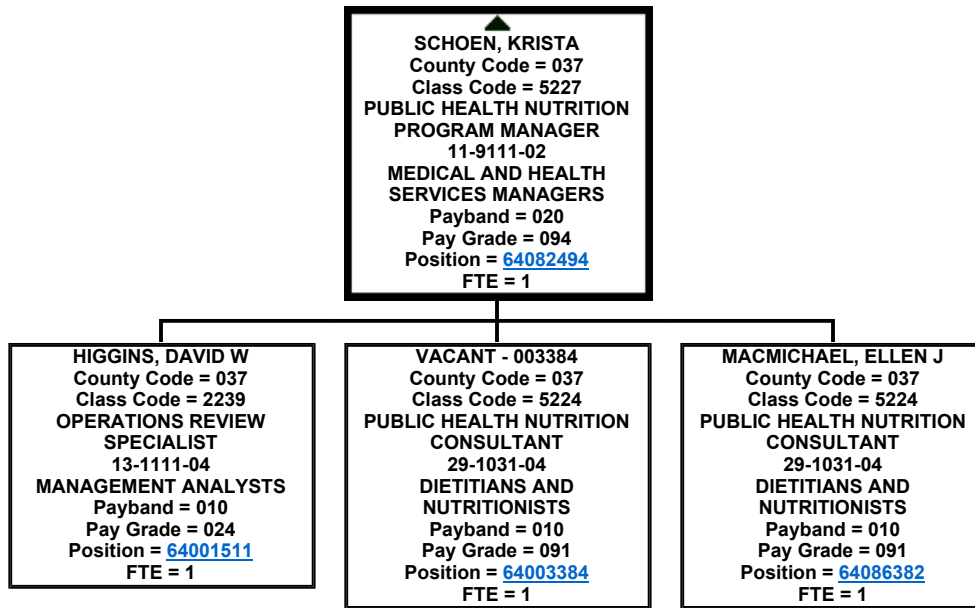 SCHOEN, KRISTA
County Code = 037
Class Code = 5227
PUBLIC HEALTH NUTRITION
PROGRAM MANAGER
11-9111-02
MEDICAL AND HEALTH
SERVICES MANAGERS
Payband = 020
Pay Grade = 094
Position = 64082494
FTE = 1
HIGGINS, DAVID W
County Code = 037
Class Code = 2239
OPERATIONS REVIEW
SPECIALIST
13-1111-04
MANAGEMENT ANALYSTS
Payband = 010
Pay Grade = 024
Position = 64001511
FTE = 1
VACANT - 003384
County Code = 037
Class Code = 5224
PUBLIC HEALTH NUTRITION
CONSULTANT
29-1031-04
DIETITIANS AND
NUTRITIONISTS
Payband = 010
Pay Grade = 091
Position = 64003384
FTE = 1
MACMICHAEL, ELLEN J
County Code = 037
Class Code = 5224
PUBLIC HEALTH NUTRITION
CONSULTANT
29-1031-04
DIETITIANS AND
NUTRITIONISTS
Payband = 010
Pay Grade = 091
Position = 64086382
FTE = 1